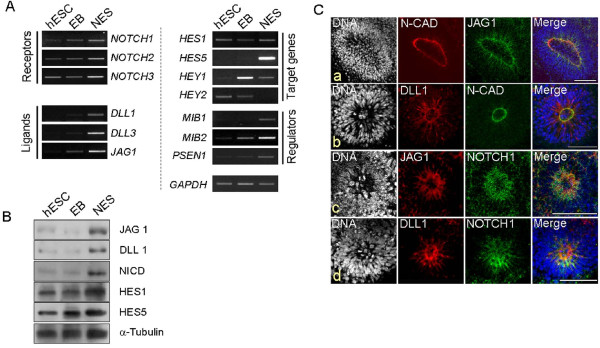 A
hESC EB NES
Receptors
NOTCH1
NOTCH2
NOTCH3
Ligands
DLL1
DLL3
JAG1
hESC EB NES
HES1
HES5
HEY1
HEY2
Target genes
MIB1
MIB2
PSEN1
Regulators
GAPDH
B
hESC EB NES
JAG 1
DLL 1
NICD
HES1
HES5
α-Tubulin
C
DNA N-CAD JAG1 Merge
a
DNA DLL1 N-CAD Merge
b
DNA JAG1 NOTCH1 Merge
c
DNA DLL1 NOTCH1 Merge
d